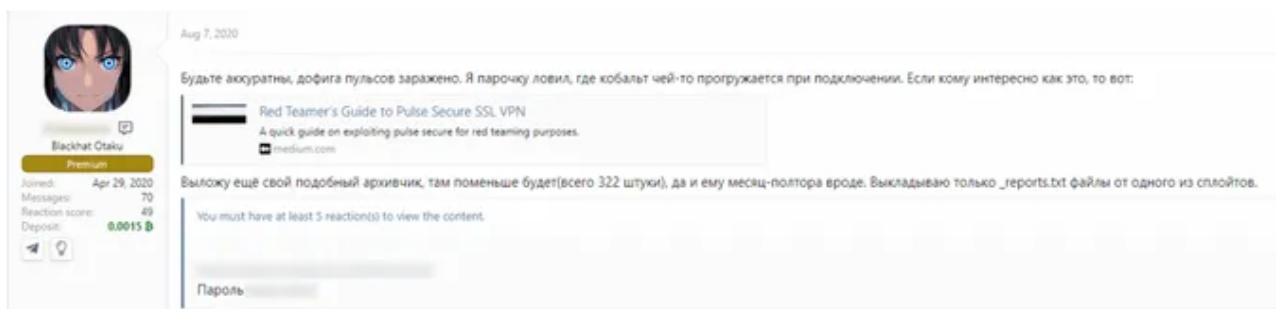 Aug 7, 2020
Будьте аккуратны, дофига пульсов заражено. Я парочку ловил, где кобальт чей-то прогружается при подключении. Если кому интересно как это, то вот:
Red Teamer's Guide to Pulse Secure SSL VPN
A quick guide on exploiting pulse secure for red teaming purposes.
medium.com
Blackhat Otaku
Premium
Joined: Apr 29, 2020
Messages: 70
Reaction score: 49
Deposit: 0.0015 ₿
Выложу ещё свой подобный архивчик, там поменьше будет(всего 322 штуки), да и ему месяц-полтора вроде. Выкладываю только _reports.txt файлы от одного из сплойтов.
You must have at least 5 reaction(s) to view the content.
Пароль